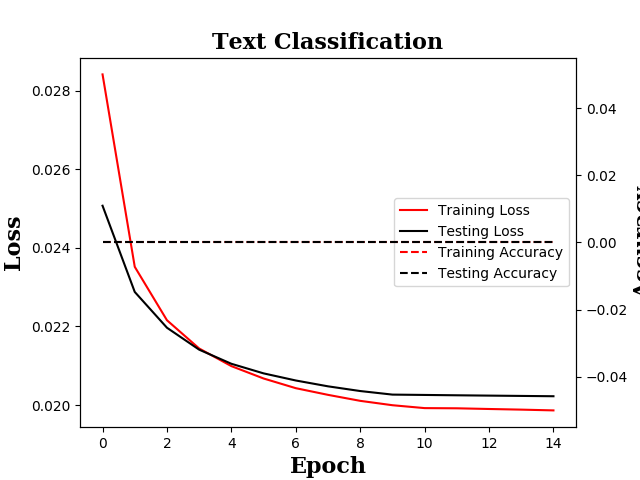 Text Classification
Loss
0.028
0.026
0.024
0.022
0.020
0.04
0.02
0.00
−0.02
−0.04
Accuracy
Training Loss
Testing Loss
Training Accuracy
Testing Accuracy
0 2 4 6 8 10 12 14
Epoch